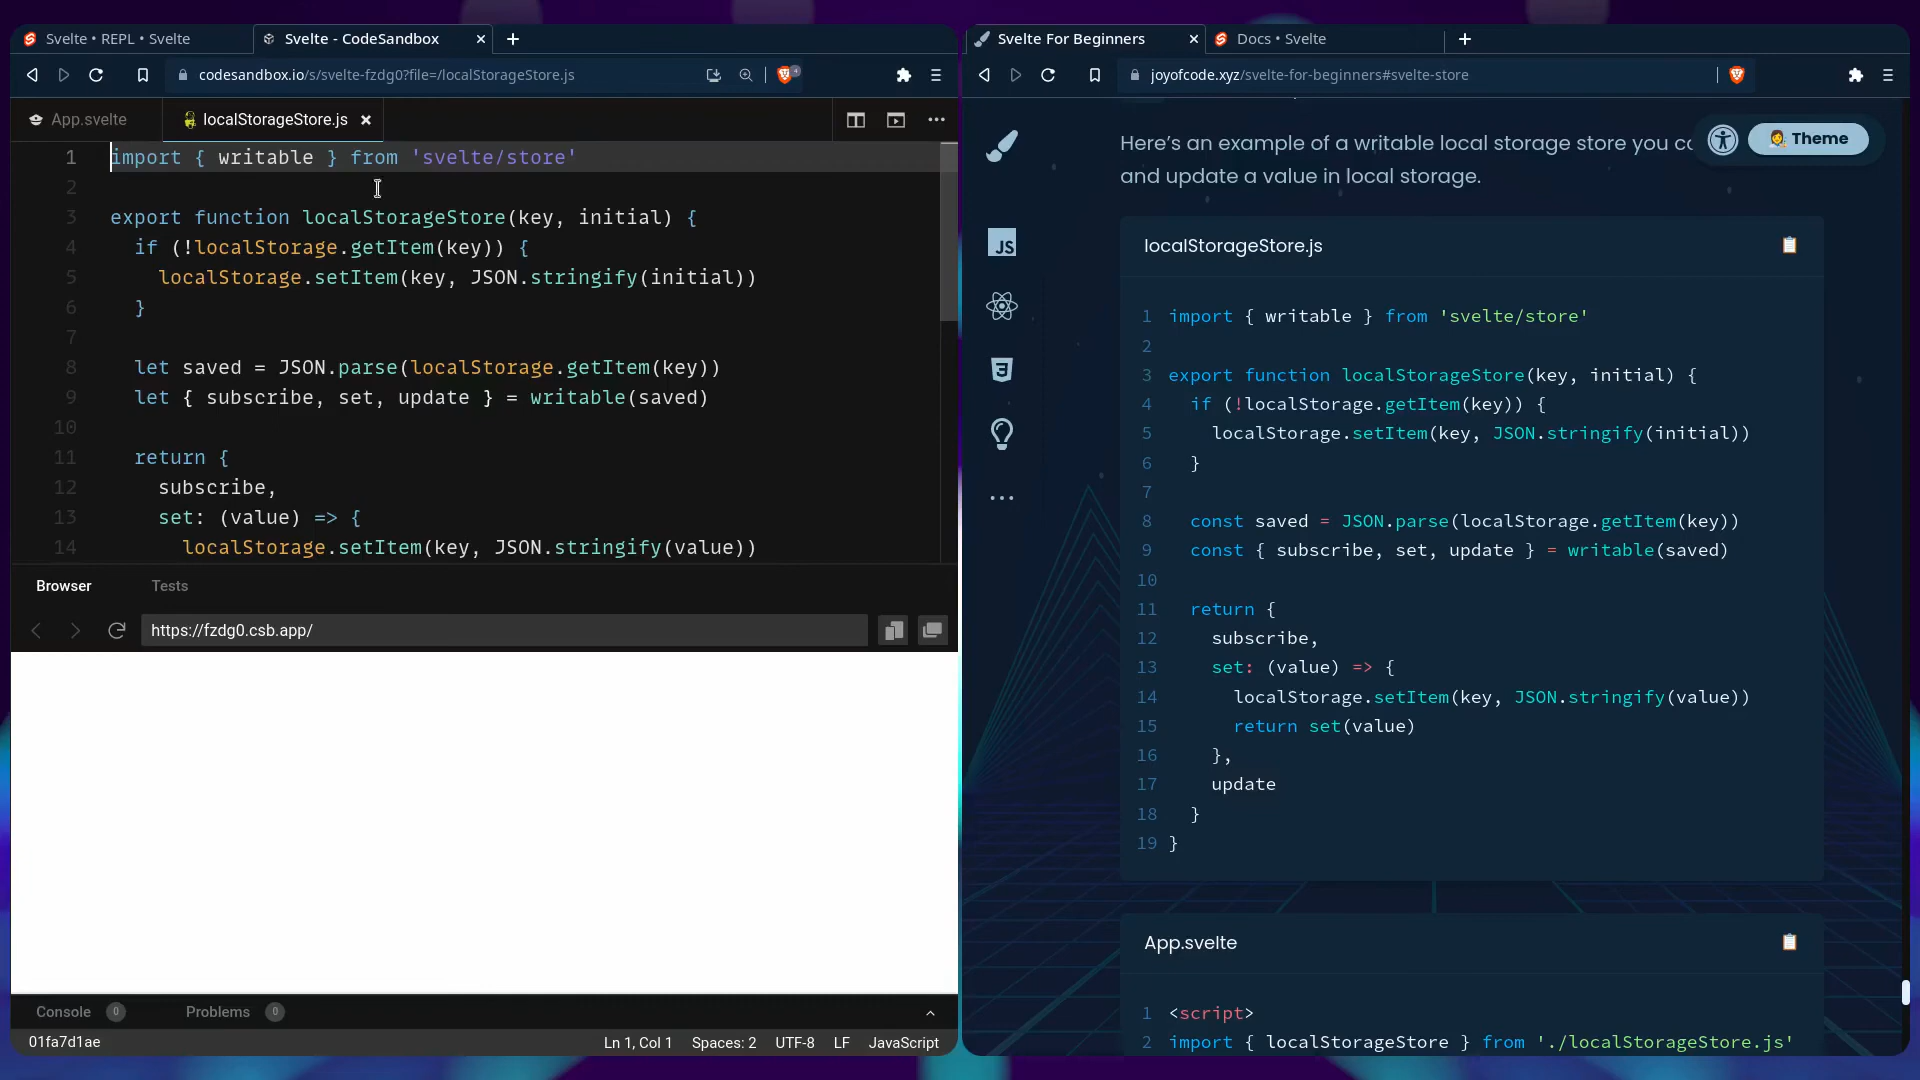 Svelte • REPL • Svelte
Svelte - CodeSandbox
codesandbox.io/s/svelte-fzdg0?file=/localStorageStore.js
4
App.svelte
localStorageStore.js
1 import { writable } from 'svelte/store'
2
3 export function localStorageStore(key, initial) {
4 if (!localStorage.getItem(key)) {
5 localStorage.setItem(key, JSON.stringify(initial))
6 }
7
8 let saved = JSON.parse(localStorage.getItem(key))
9 let { subscribe, set, update } = writable(saved)
10
11 return {
12 subscribe,
13 set: (value) => {
14 localStorage.setItem(key, JSON.stringify(value))
Browser Tests
https://fzdg0.csb.app/
Console 0 Problems 0
01fa7d1ae
Ln 1, Col 1 Spaces: 2 UTF-8 LF JavaScript
Svelte For Beginners
Docs • Svelte
joyofcode.xyz/svelte-for-beginners#svelte-store
Theme
JS
3
Here’s an example of a writable local storage store you
and update a value in local storage.
localStorageStore.js
1 import { writable } from 'svelte/store'
2
3 export function localStorageStore(key, initial) {
4 if (!localStorage.getItem(key)) {
5 localStorage.setItem(key, JSON.stringify(initial))
6 }
7
8 const saved = JSON.parse(localStorage.getItem(key))
9 const { subscribe, set, update } = writable(saved)
10
11 return {
12 subscribe,
13 set: (value) => {
14 localStorage.setItem(key, JSON.stringify(value))
15 return set(value)
16 },
17 update
18 }
19 }
App.svelte
1 <script>
2 import { localStorageStore } from './localStorageStore.js'